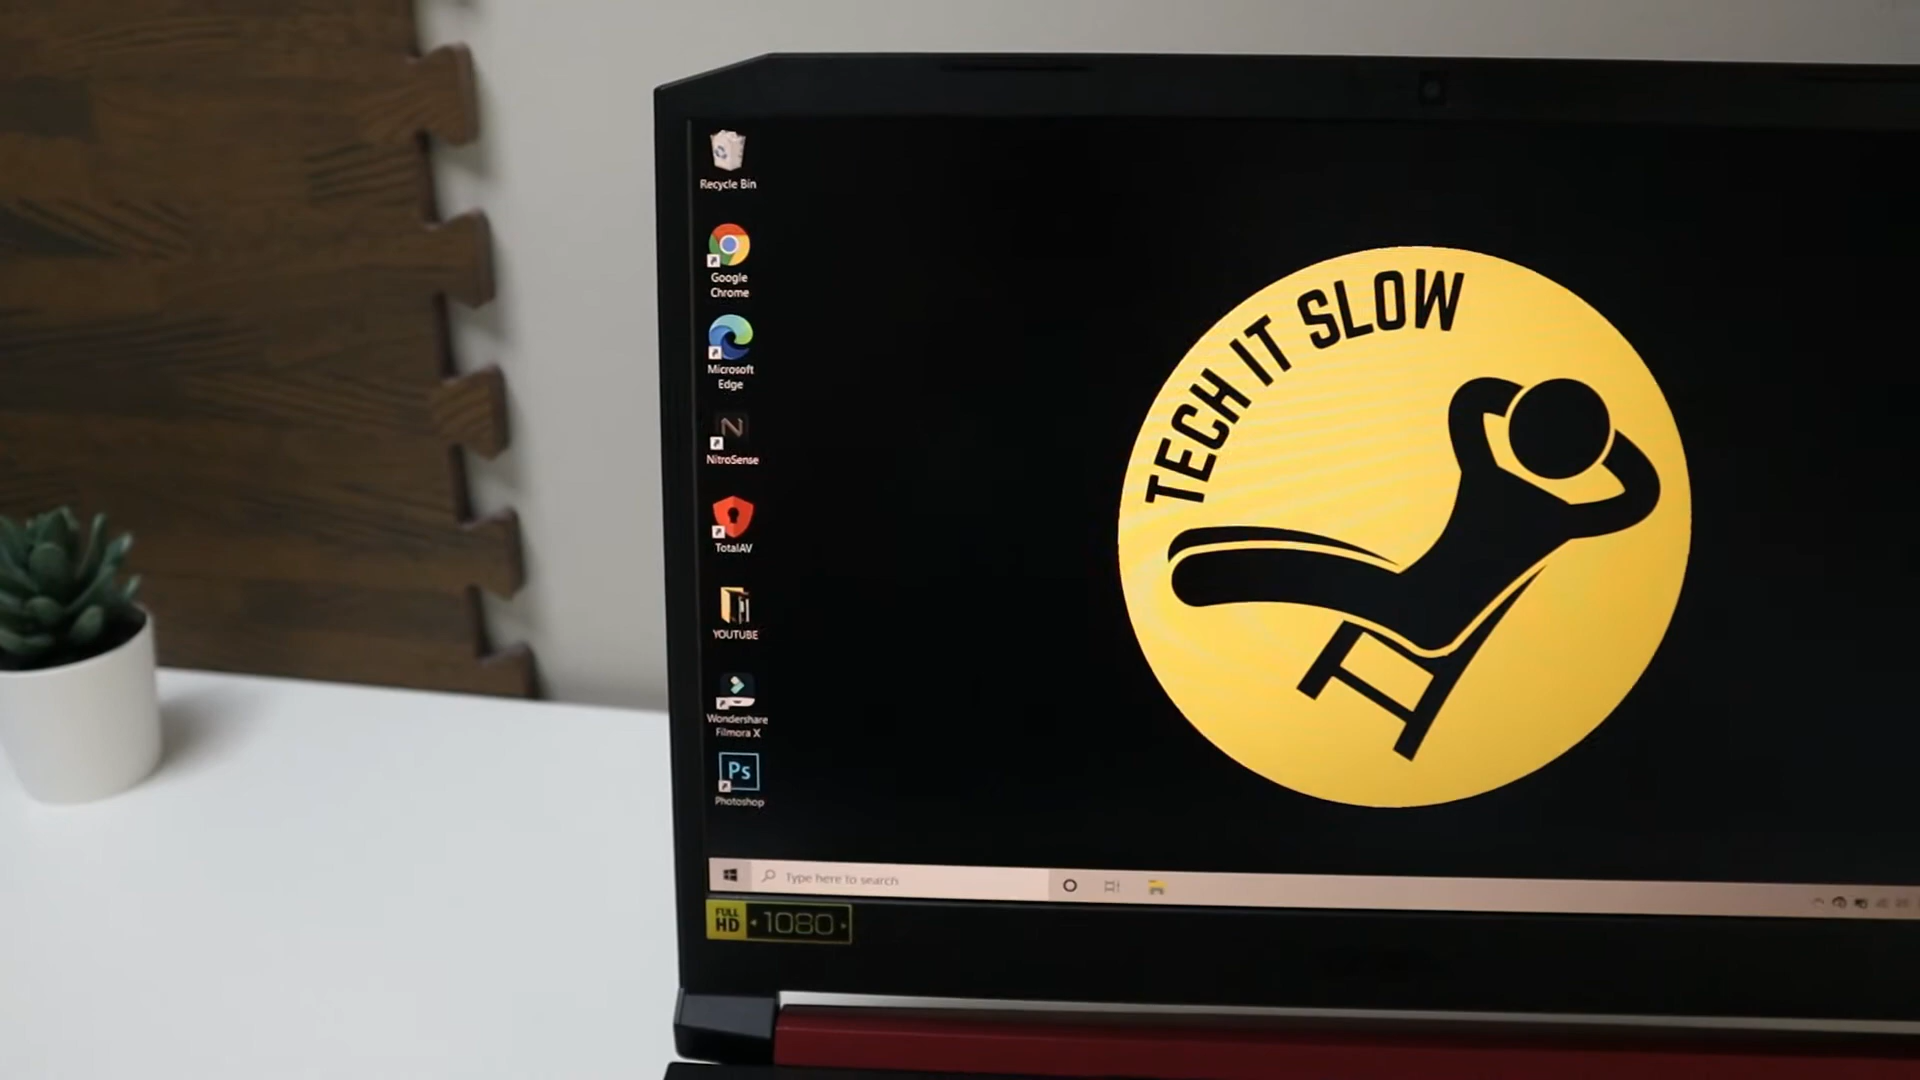 Recycle Bin
Google
Chrome
Microsoft
Edge
N
NitroSense
TotalAV
YOUTUBE
Wondershare
Filmora X
Ps
Photoshop
TECH IT SLOW
Type here to search
FULL
HD
1080